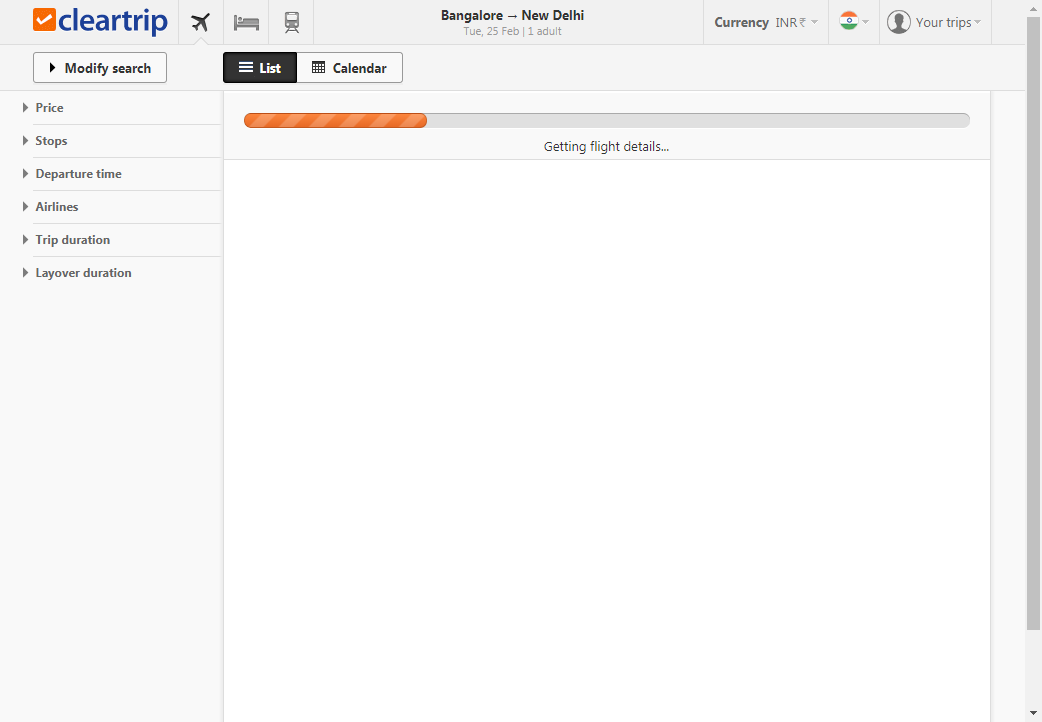 cleartrip
Bangalore → New Delhi
Tue, 25 Feb | 1 adult
Currency INR ₹
Your trips
Modify search
List
Calendar
Price
Stops
Departure time
Airlines
Trip duration
Layover duration
Getting flight details...